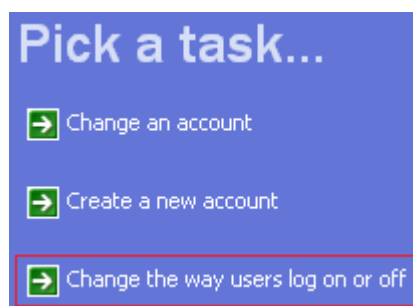 Pick a task...
Change an account
Create a new account
Change the way users log on or off